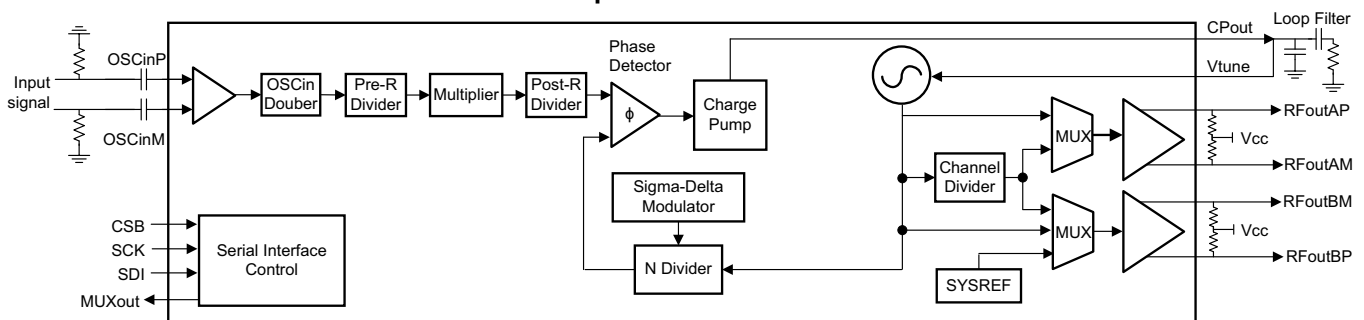 OSCinP
Input
signal
OSCinM
OSCin
Douber
Pre-R
Divider
Multiplier
Post-R
Divider
Phase
Detector
ϕ
Charge
Pump
CPout
Loop Filter
Vtune
MUX
RFoutAP
Vcc
RFoutAM
Channel
Divider
Sigma-Delta
Modulator
N Divider
MUX
SYSREF
RFoutBM
Vcc
RFoutBP
CSB
SCK
SDI
MUXout
Serial Interface
Control